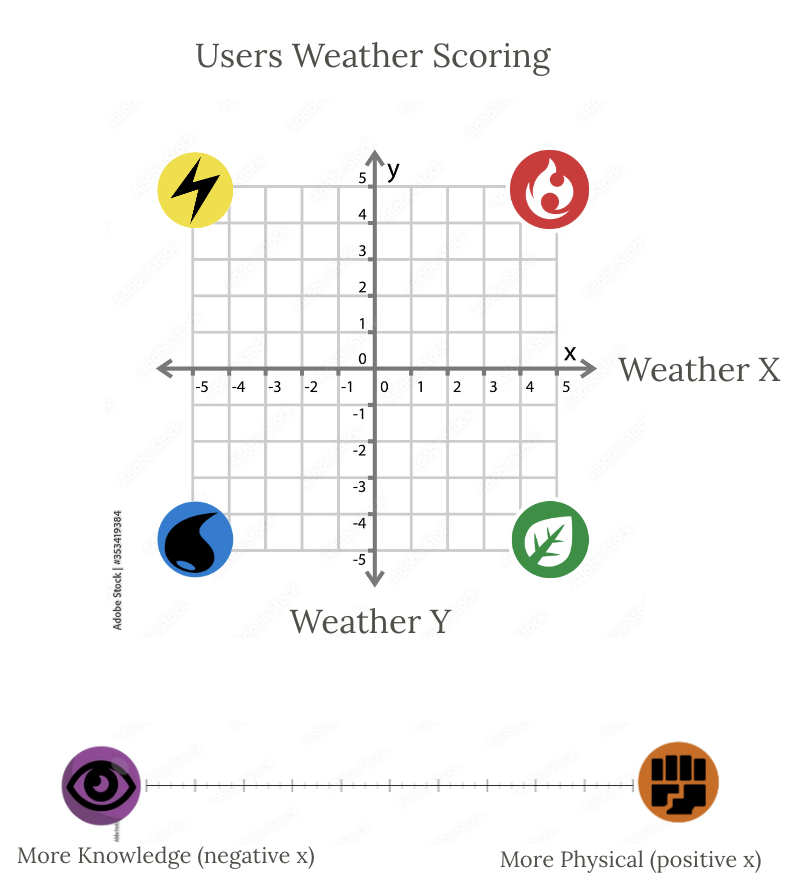 Users Weather Scoring
y
5
4
3
2
1
0
x
Weather X
-5 -4 -3 -2 -1 0 1 2 3 4 5
-1
-2
-3
-4
-5
Adobe Stock | #353419384
Weather Y
More Knowledge (negative x)
More Physical (positive x)